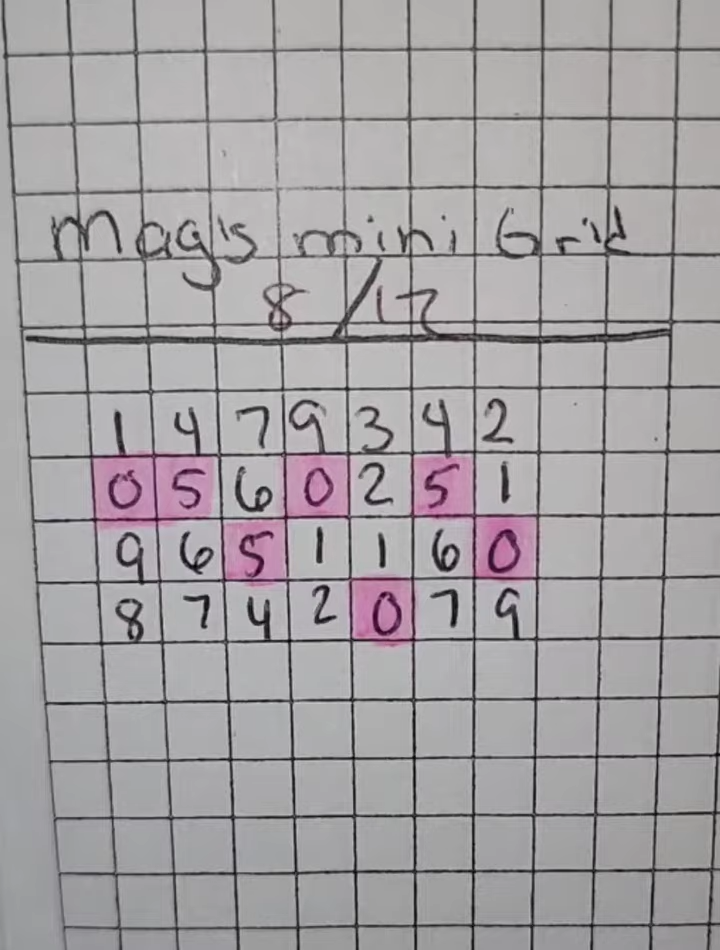 Mag's mini Grid
8/12
1 4 7 9 3 4 2
0 5 6 0 2 5 1
9 6 5 1 1 6 0
8 7 4 2 0 7 9